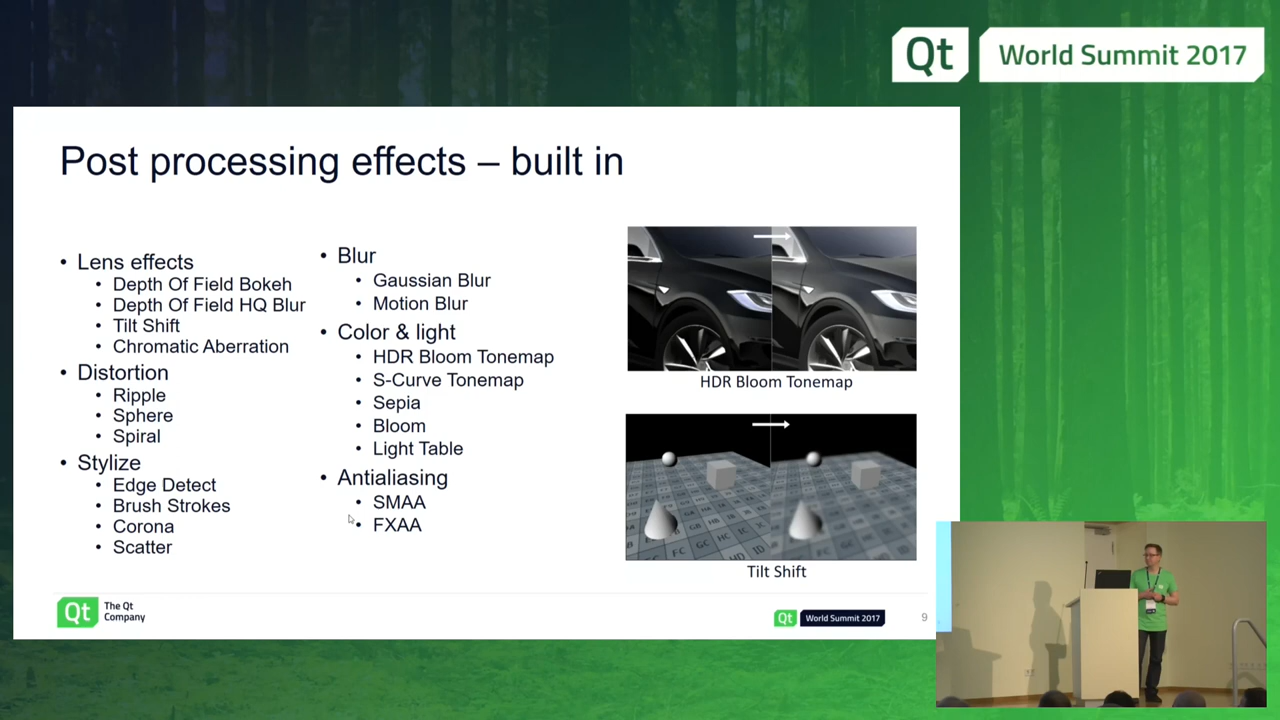 Qt World Summit 2017
Post processing effects – built in
• Lens effects
• Depth Of Field Bokeh
• Depth Of Field HQ Blur
• Tilt Shift
• Chromatic Aberration
• Distortion
• Ripple
• Sphere
• Spiral
• Stylize
• Edge Detect
• Brush Strokes
• Corona
• Scatter
• Blur
• Gaussian Blur
• Motion Blur
• Color & light
• HDR Bloom Tonemap
• S-Curve Tonemap
• Sepia
• Bloom
• Light Table
• Antialiasing
• SMAA
• FXAA
HDR Bloom Tonemap
Tilt Shift
Qt The Qt
Company
Qt World Summit 2017
9